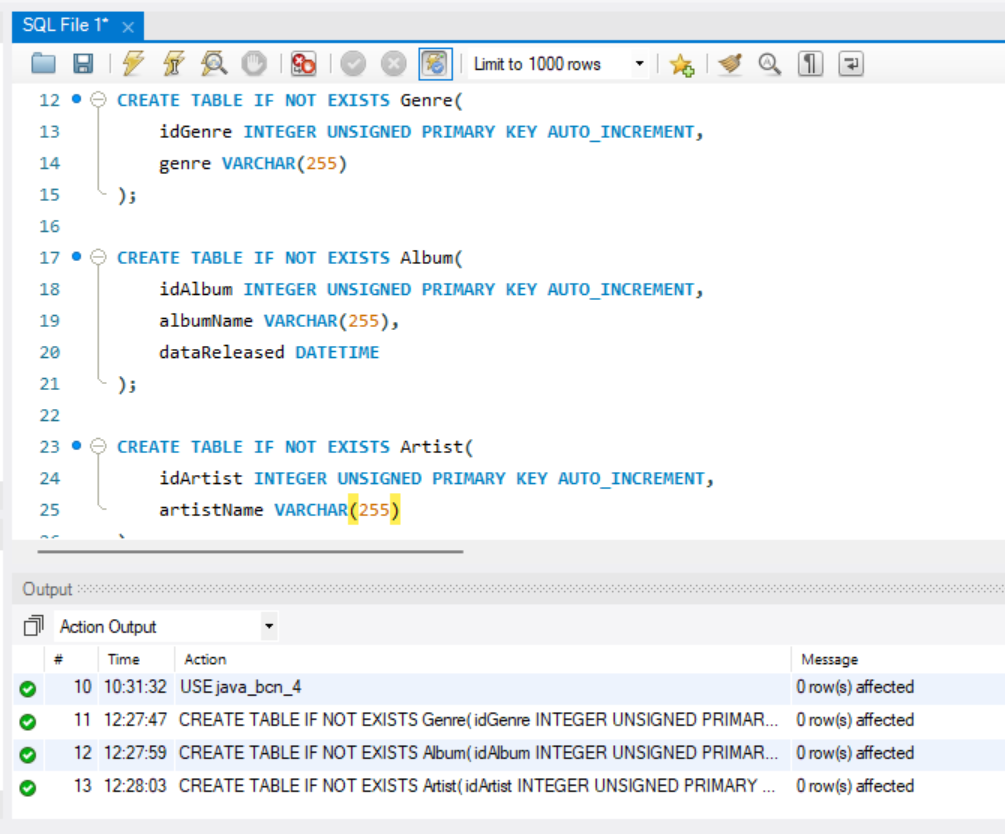 SQL File 1* ×
Limit to 1000 rows
12 CREATE TABLE IF NOT EXISTS Genre(
13 idGenre INTEGER UNSIGNED PRIMARY KEY AUTO_INCREMENT,
14 genre VARCHAR(255)
15 );
16
17 CREATE TABLE IF NOT EXISTS Album(
18 idAlbum INTEGER UNSIGNED PRIMARY KEY AUTO_INCREMENT,
19 albumName VARCHAR(255),
20 dataReleased DATETIME
21 );
22
23 CREATE TABLE IF NOT EXISTS Artist(
24 idArtist INTEGER UNSIGNED PRIMARY KEY AUTO_INCREMENT,
25 artistName VARCHAR(255)
Output
Action Output
# Time Action Message
10 10:31:32 USE java_bcn_4 0 row(s) affected
11 12:27:47 CREATE TABLE IF NOT EXISTS Genre( idGenre INTEGER UNSIGNED PRIMAR... 0 row(s) affected
12 12:27:59 CREATE TABLE IF NOT EXISTS Album( idAlbum INTEGER UNSIGNED PRIMAR... 0 row(s) affected
13 12:28:03 CREATE TABLE IF NOT EXISTS Artist( idArtist INTEGER UNSIGNED PRIMARY ... 0 row(s) affected